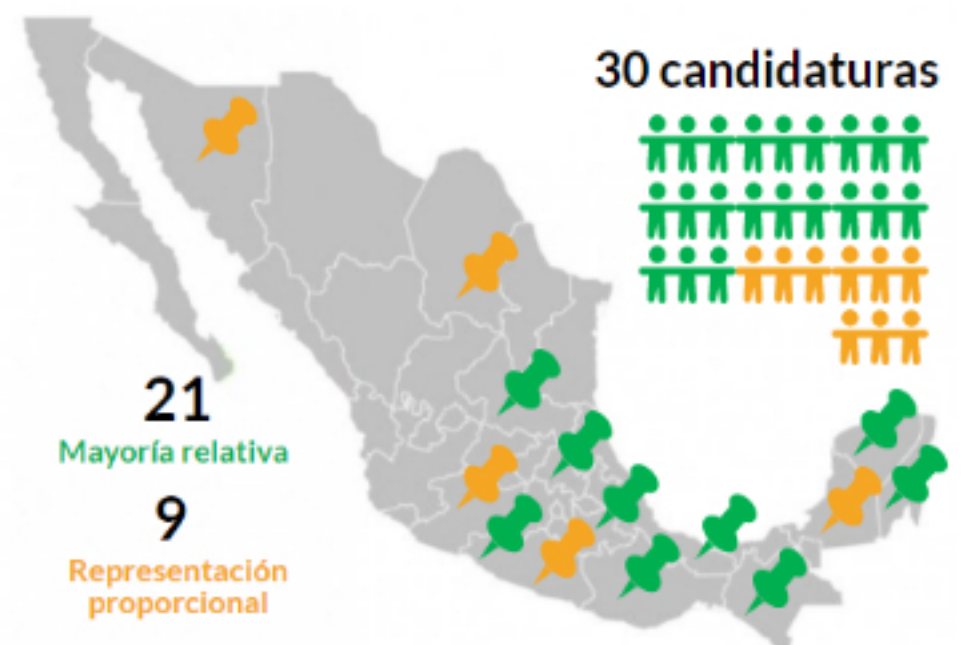 30 candidaturas
21
Mayoría relativa
9
Representación
proporcional